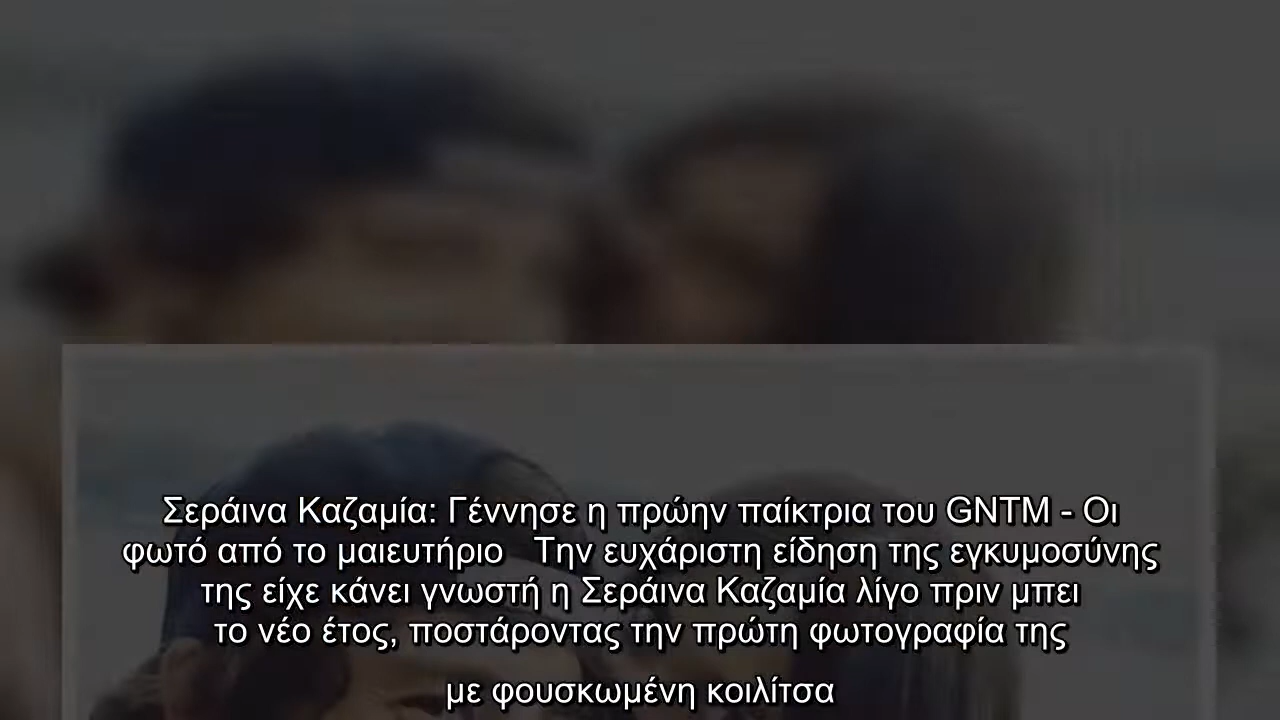 Σεράινα Καζαμία: Γέννησε η πρώην παίκτρια του GNTM - Οι
φωτό από το μαιευτήριο Την ευχάριστη είδηση της εγκυμοσύνης
της είχε κάνει γνωστή η Σεράινα Καζαμία λίγο πριν μπει
το νέο έτος, ποστάροντας την πρώτη φωτογραφία της
με φουσκωμένη κοιλίτσα